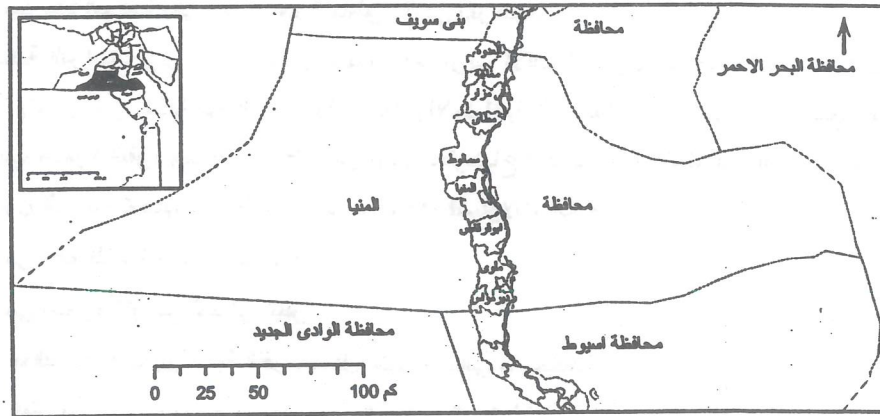 بنى سويف
محافظة
محافظة البحر الاحمر
العدوة
مغاغة
بنى مزار
مطاى
سمالوط
المنيا
محافظة
المنيا
ابوقرقاص
ملوى
ديرمواس
محافظة الوادى الجديد
محافظة اسيوط
0 25 50 100 كم